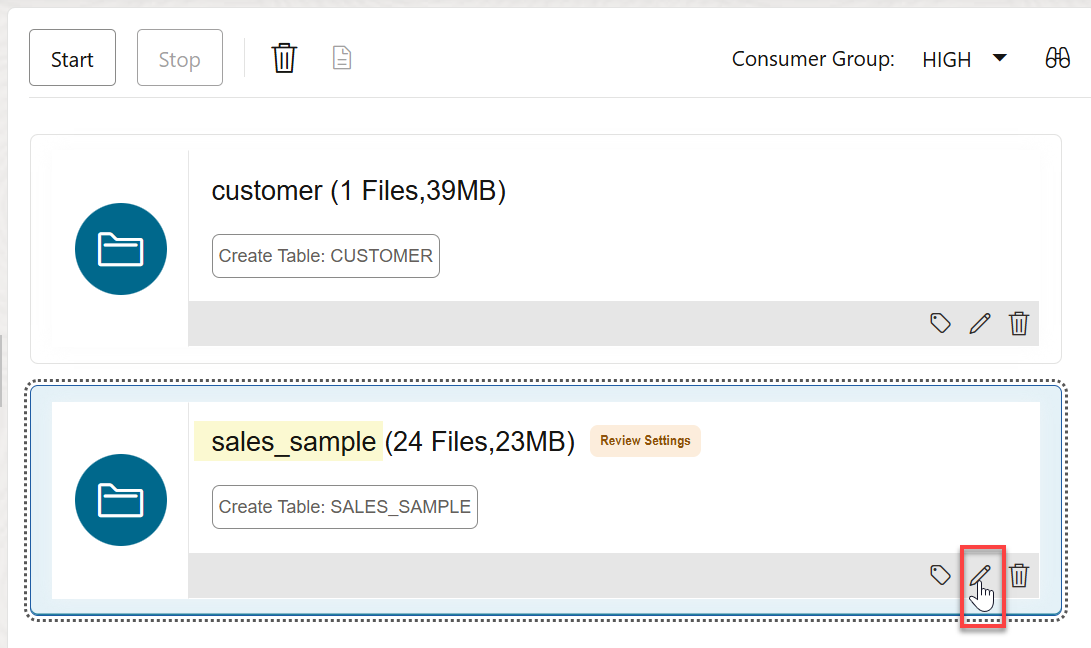 Start Stop Consumer Group: HIGH
customer (1 Files,39MB)
Create Table: CUSTOMER
sales_sample (24 Files,23MB) Review Settings
Create Table: SALES_SAMPLE